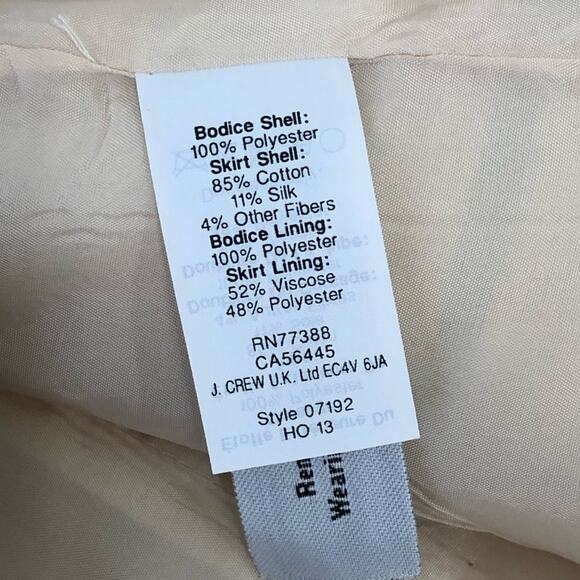 Bodice Shell:
100% Polyester
Skirt Shell:
85% Cotton
11% Silk
4% Other Fibers
Bodice Lining:
100% Polyester
Skirt Lining:
52% Viscose
48% Polyester
RN77388
CA56445
J. CREW U.K. Ltd EC4V 6JA
Style 07192
HO 13